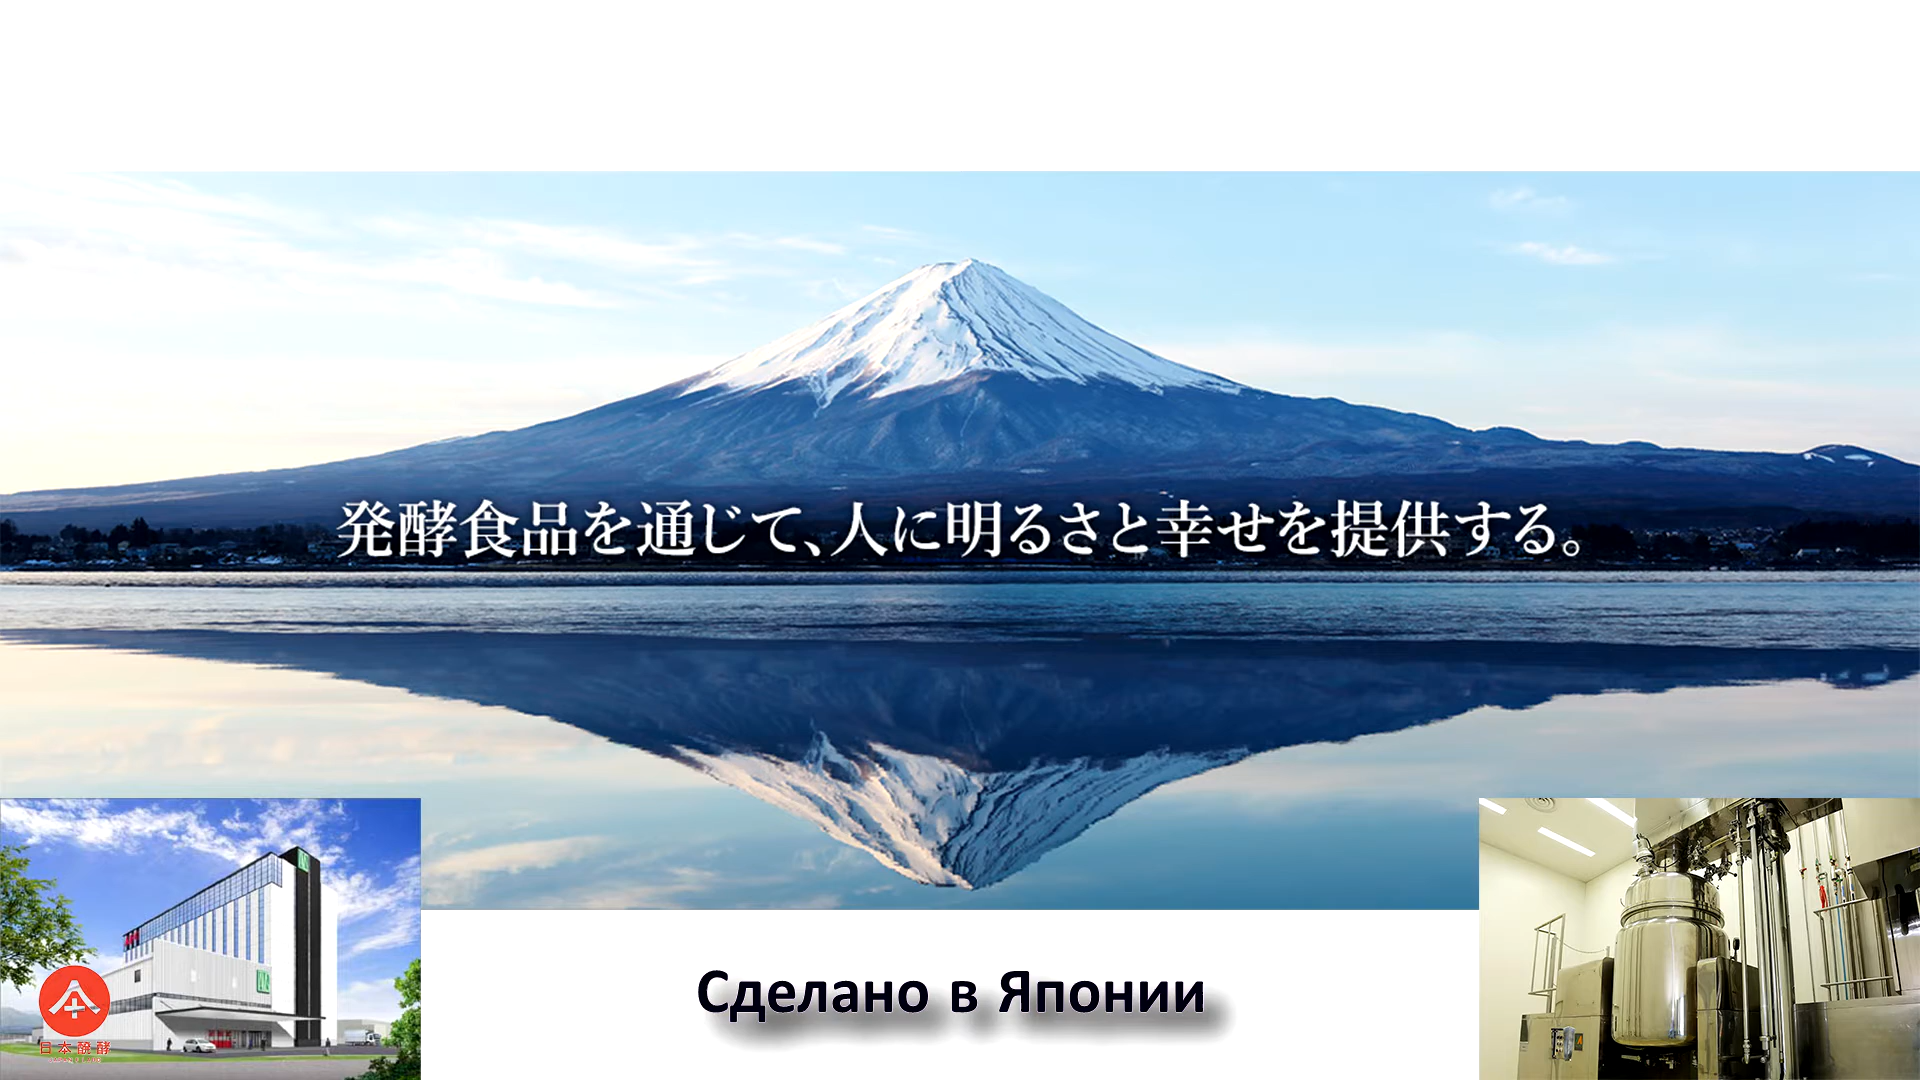 発酵食品を通じて、人に明るさと幸せを提供する。
Сделано в Японии
日本醗酵